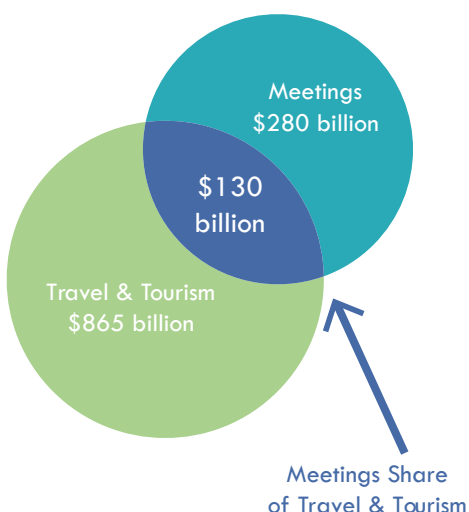 Meetings
$280 billion
$130
billion
Travel & Tourism
$865 billion
Meetings Share
of Travel & Tourism